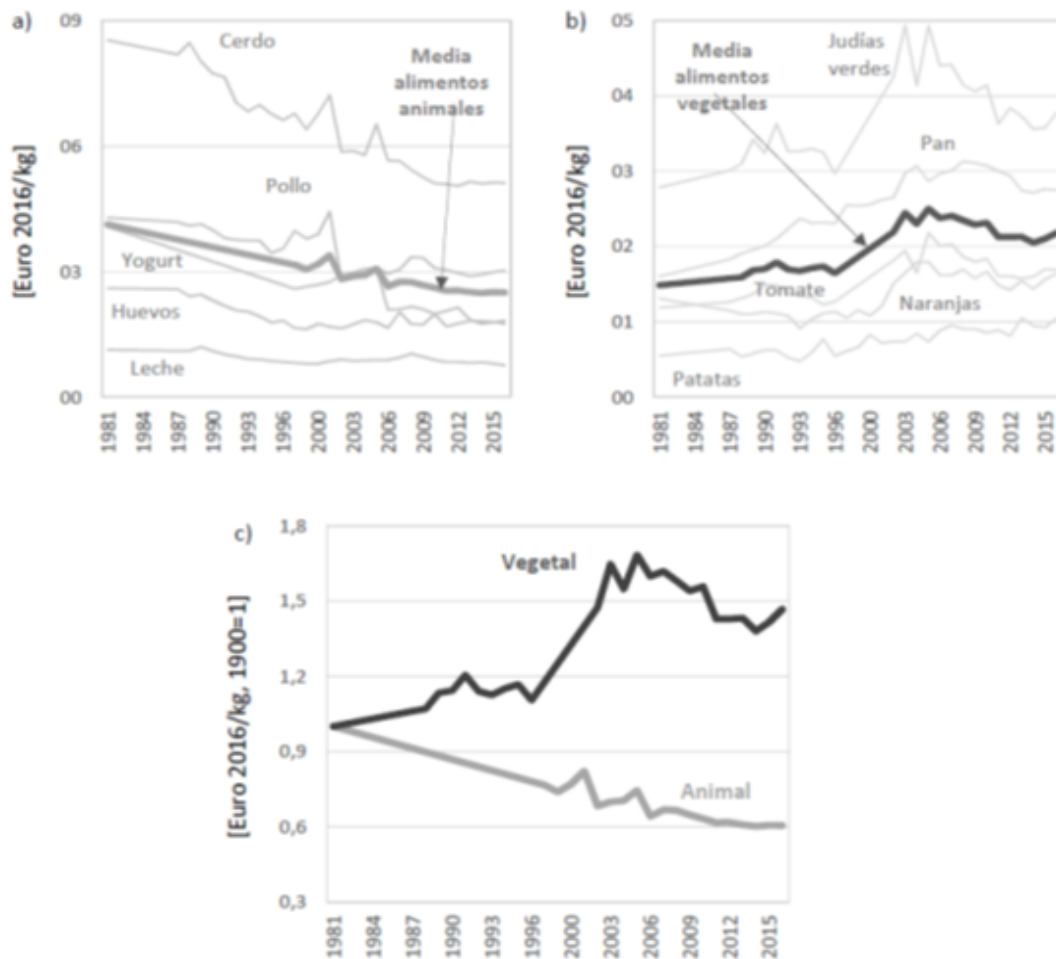 a)
[Euro 2016/kg]
09
06
03
00
Cerdo
Media
alimentos
animales
Pollo
Yogurt
Huevos
Leche
1981
1984
1987
1990
1993
1996
2000
2003
2006
2009
2012
2015
b)
[Euro 2016/kg]
05
04
03
02
01
00
Media
alimentos
vegetales
Judías
verdes
Pan
Tomate
Naranjas
Patatas
1981
1984
1987
1990
1993
1996
2000
2003
2006
2009
2012
2015
c)
[Euro 2016/kg, 1900=1]
1,8
1,5
1,2
0,9
0,6
0,3
Vegetal
Animal
1981
1984
1987
1990
1993
1996
2000
2003
2006
2009
2012
2015